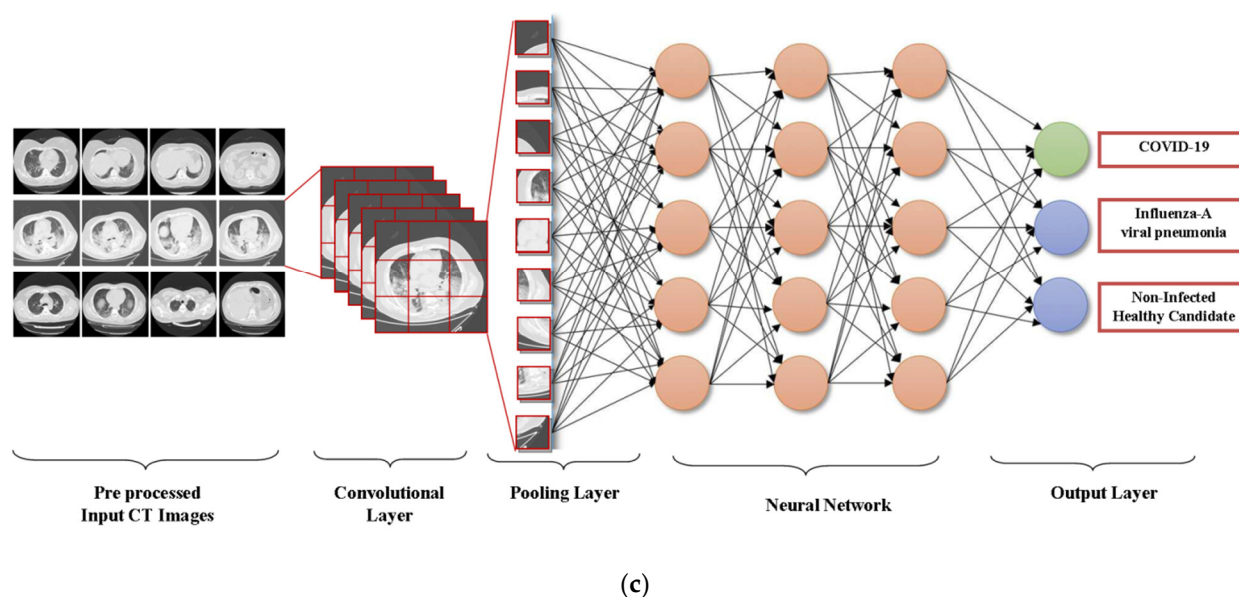 COVID-19
Influenza-A
viral pneumonia
Non-Infected
Healthy Candidate
Pre processed
Input CT Images
Convolutional
Layer
Pooling Layer
Neural Network
Output Layer
(c)